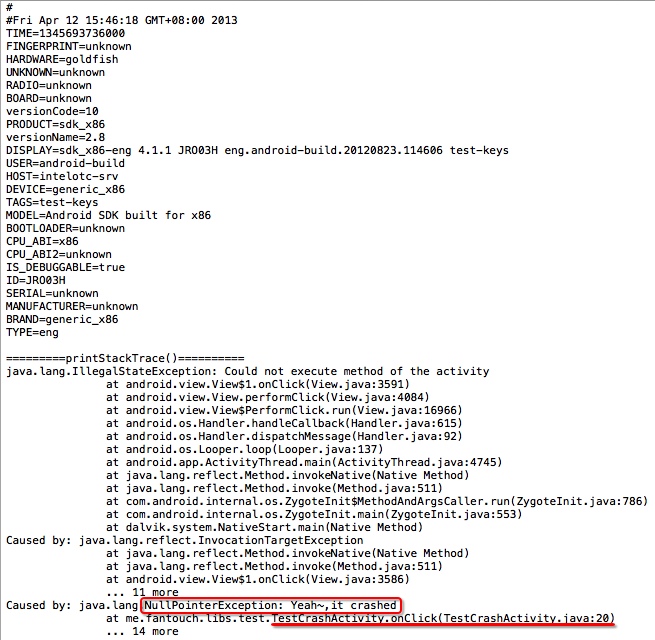 #
#Fri Apr 12 15:46:18 GMT+08:00 2013
TIME=1345693736000
FINGERPRINT=unknown
HARDWARE=goldfish
UNKNOWN=unknown
RADIO=unknown
BOARD=unknown
versionCode=10
PRODUCT=sdk_x86
versionName=2.8
DISPLAY=sdk_x86-eng 4.1.1 JRO03H eng.android-build.20120823.114606 test-keys
USER=android-build
HOST=intelotc-srv
DEVICE=generic_x86
TAGS=test-keys
MODEL=Android SDK built for x86
BOOTLOADER=unknown
CPU_ABI=x86
CPU_ABI2=unknown
IS_DEBUGGABLE=true
ID=JRO03H
SERIAL=unknown
MANUFACTURER=unknown
BRAND=generic_x86
TYPE=eng

=========printStackTrace()==========
java.lang.IllegalStateException: Could not execute method of the activity
at android.view.View$1.onClick(View.java:3591)
at android.view.View.performClick(View.java:4084)
at android.view.View$PerformClick.run(View.java:16966)
at android.os.Handler.handleCallback(Handler.java:615)
at android.os.Handler.dispatchMessage(Handler.java:92)
at android.os.Looper.loop(Looper.java:137)
at android.app.ActivityThread.main(ActivityThread.java:4745)
at java.lang.reflect.Method.invokeNative(Native Method)
at java.lang.reflect.Method.invoke(Method.java:511)
at com.android.internal.os.ZygoteInit$MethodAndArgsCaller.run(ZygoteInit.java:786)
at com.android.internal.os.ZygoteInit.main(ZygoteInit.java:553)
at dalvik.system.NativeStart.main(Native Method)
Caused by: java.lang.reflect.InvocationTargetException
at java.lang.reflect.Method.invokeNative(Native Method)
at java.lang.reflect.Method.invoke(Method.java:511)
at android.view.View$1.onClick(View.java:3586)
... 11 more
Caused by: java.lang.NullPointerException: Yeah~,it crashed
at me.fantouch.libs.test.TestCrashActivity.onClick(TestCrashActivity.java:20)
... 14 more